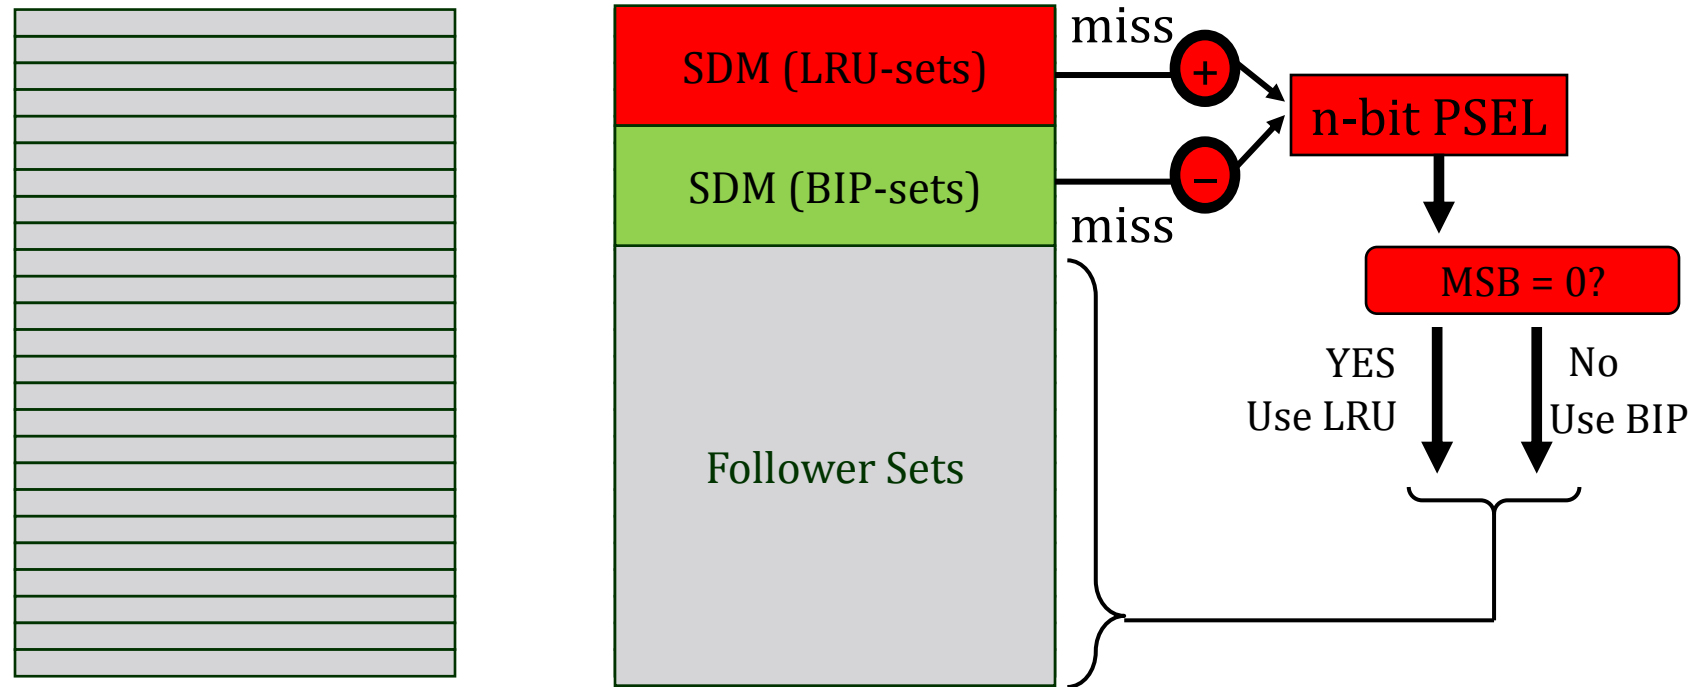 miss
SDM (LRU-sets)
+
n-bit PSEL
SDM (BIP-sets)
–
miss
MSB = 0?
YES
Use LRU
No
Use BIP
Follower Sets